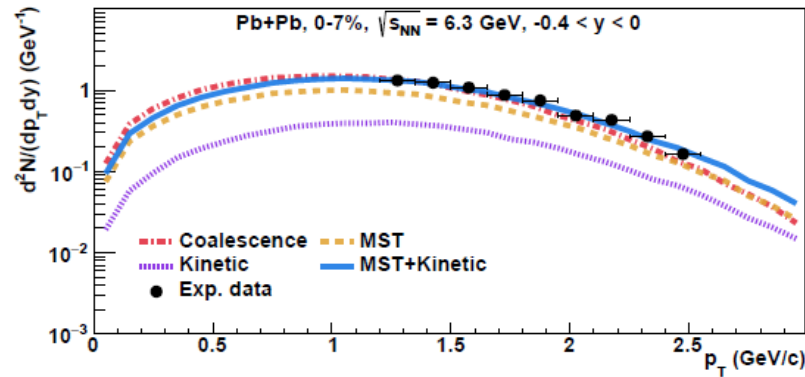 Pb+Pb, 0-7%, √s_NN = 6.3 GeV, -0.4 < y < 0
d²N/(dp_T dy) (GeV⁻¹)
1
10⁻¹
10⁻²
10⁻³
Coalescence
MST
Kinetic
MST+Kinetic
Exp. data
0 0.5 1 1.5 2 2.5
p_T (GeV/c)